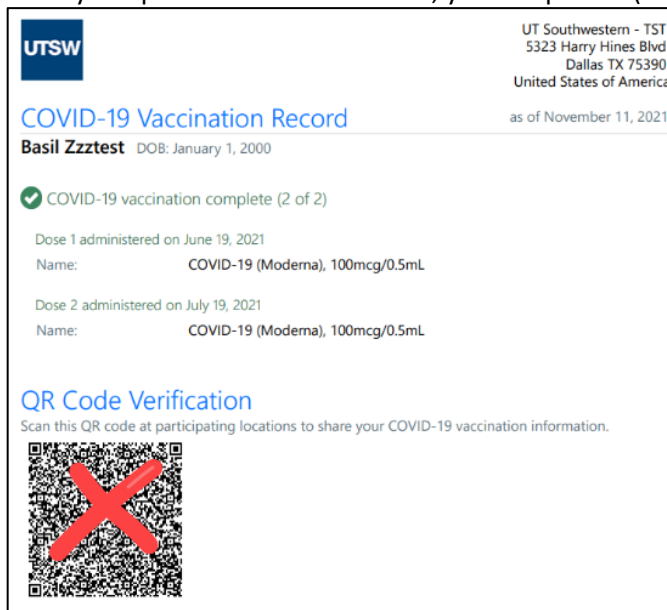 UTSW
UT Southwestern - TST
5323 Harry Hines Blvd
Dallas TX 75390
United States of America
COVID-19 Vaccination Record
as of November 11, 2021
Basil Zzztest DOB: January 1, 2000
COVID-19 vaccination complete (2 of 2)
Dose 1 administered on June 19, 2021
Name: COVID-19 (Moderna), 100mcg/0.5mL
Dose 2 administered on July 19, 2021
Name: COVID-19 (Moderna), 100mcg/0.5mL
QR Code Verification
Scan this QR code at participating locations to share your COVID-19 vaccination information.